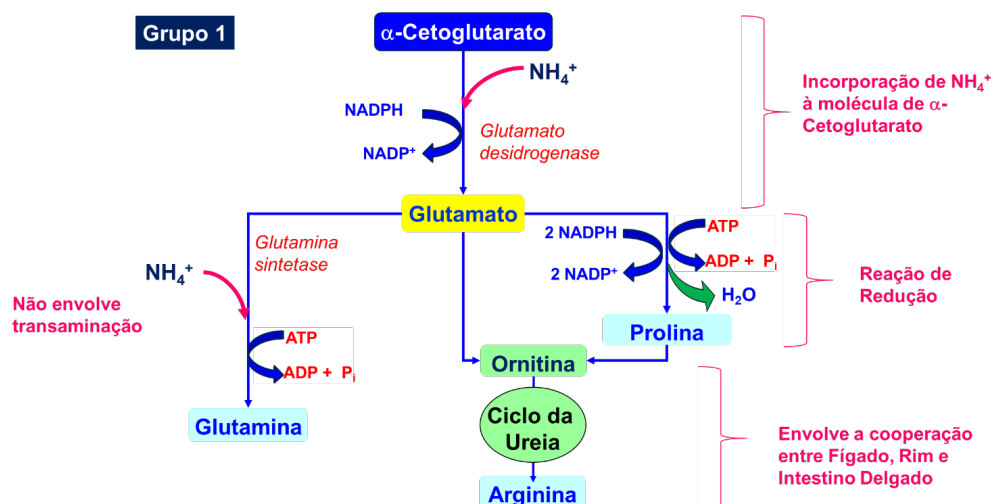 Grupo 1
α-Cetoglutarato
NH₄⁺
NADPH
NADP⁺
Glutamato
desidrogenase
Incorporação de NH₄⁺
à molécula de α-
Cetoglutarato
Glutamato
Glutamina
sintetase
NH₄⁺
Não envolve
transaminação
ATP
ADP + Pᵢ
Glutamina
2 NADPH
2 NADP⁺
ATP
ADP + Pᵢ
H₂O
Reação de
Redução
Prolina
Ornitina
Ciclo da
Ureia
Arginina
Envolve a cooperação
entre Fígado, Rim e
Intestino Delgado